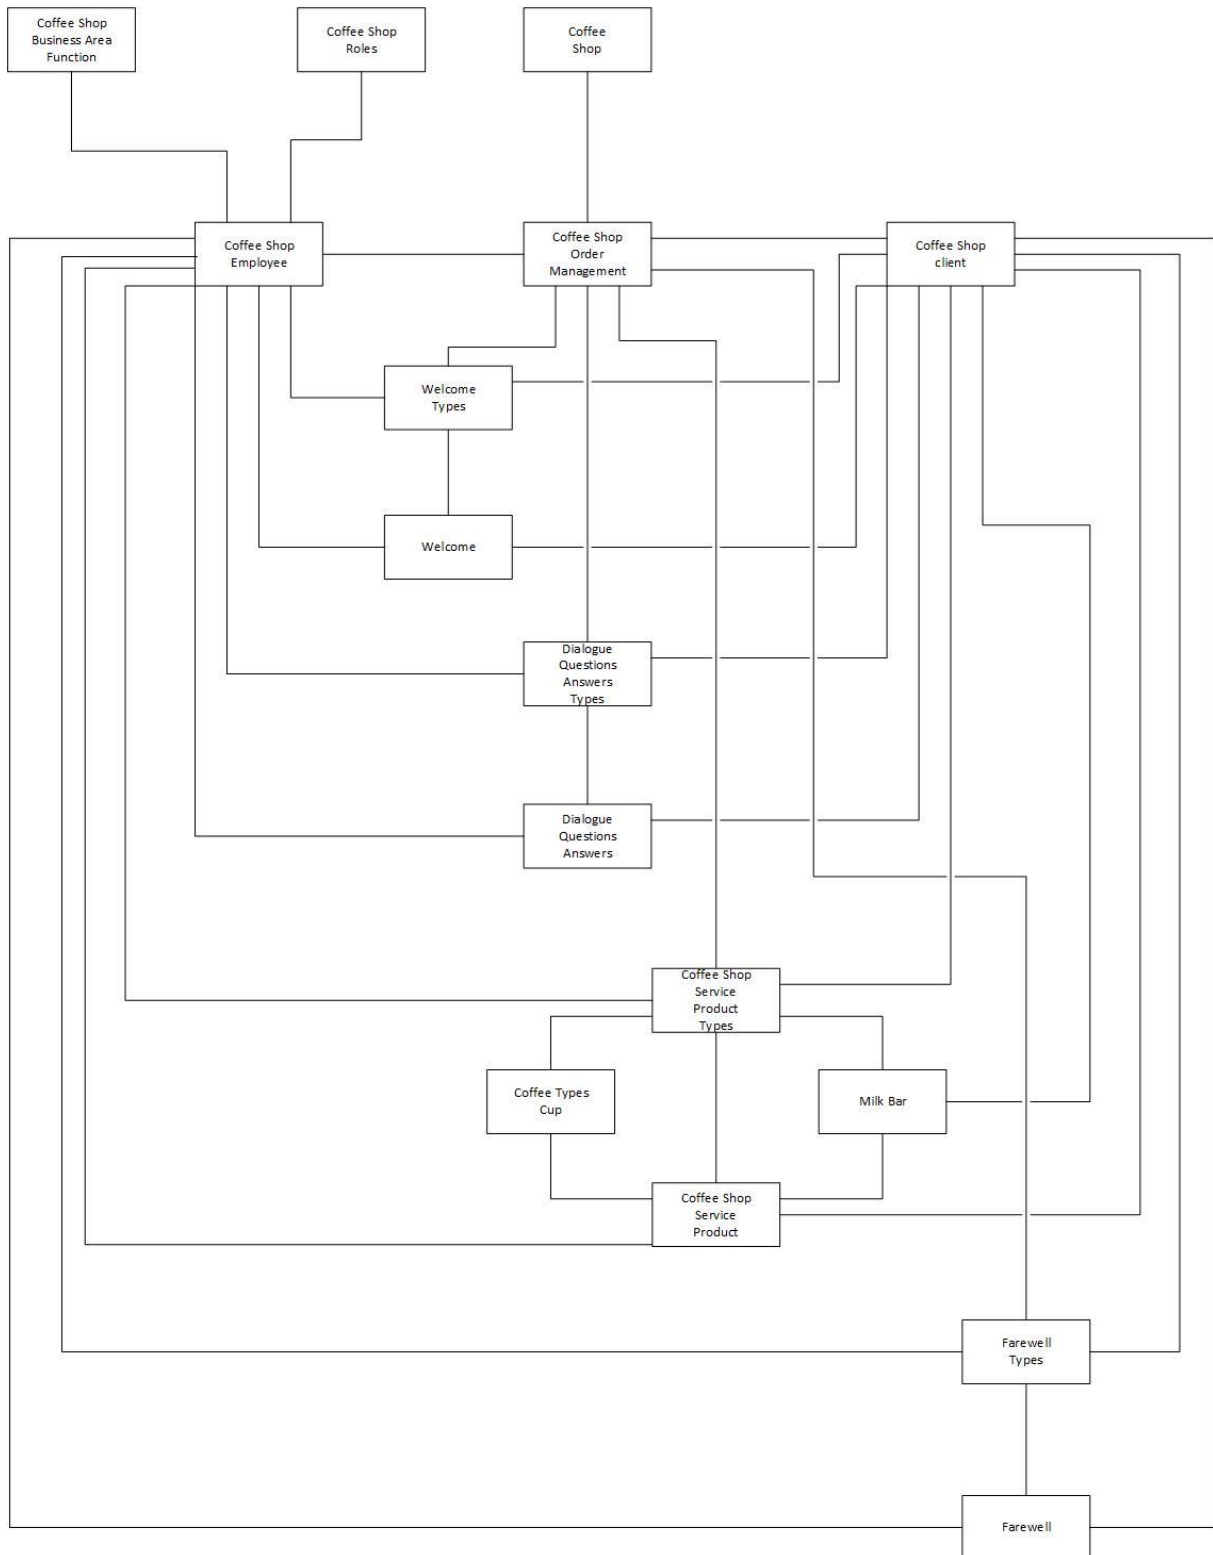 Coffee Shop
Business Area
Function
Coffee Shop
Roles
Coffee
Shop
Coffee Shop
Employee
Coffee Shop
Order
Management
Coffee Shop
client
Welcome
Types
Welcome
Dialogue
Questions
Answers
Types
Dialogue
Questions
Answers
Coffee Shop
Service
Product
Types
Coffee Types
Cup
Milk Bar
Coffee Shop
Service
Product
Farewell
Types
Farewell